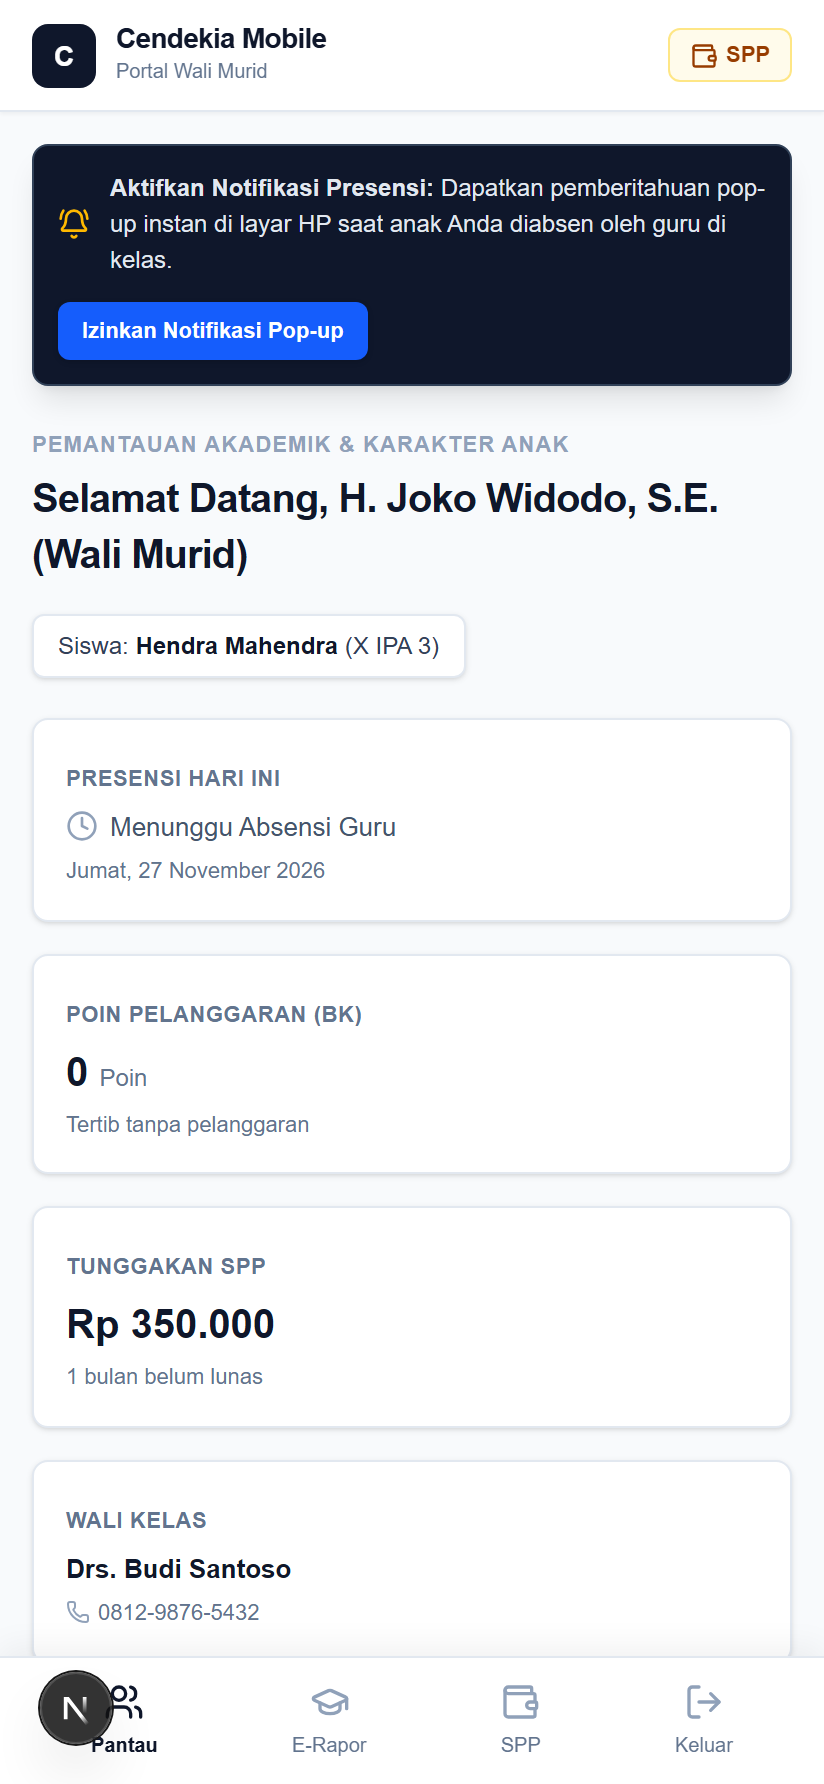 C
Cendekia Mobile
Portal Wali Murid
SPP
Aktifkan Notifikasi Presensi: Dapatkan pemberitahuan pop-
up instan di layar HP saat anak Anda diabsen oleh guru di
kelas.
Izinkan Notifikasi Pop-up
PEMANTAUAN AKADEMIK & KARAKTER ANAK
Selamat Datang, H. Joko Widodo, S.E.
(Wali Murid)
Siswa: Hendra Mahendra (X IPA 3)
PRESENSI HARI INI
Menunggu Absensi Guru
Jumat, 27 November 2026
POIN PELANGGARAN (BK)
0 Poin
Tertib tanpa pelanggaran
TUNGGAKAN SPP
Rp 350.000
1 bulan belum lunas
WALI KELAS
Drs. Budi Santoso
0812-9876-5432
N
Pantau
E-Rapor
SPP
Keluar